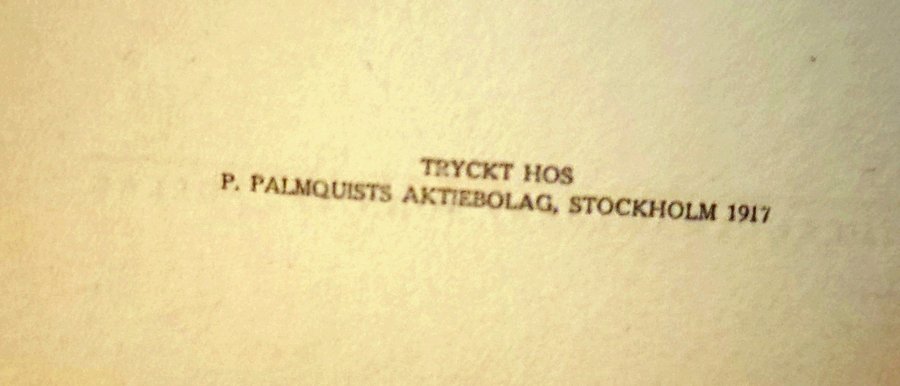 TRYCKT HOS
P. PALMQUISTS AKTIEBOLAG, STOCKHOLM 1917